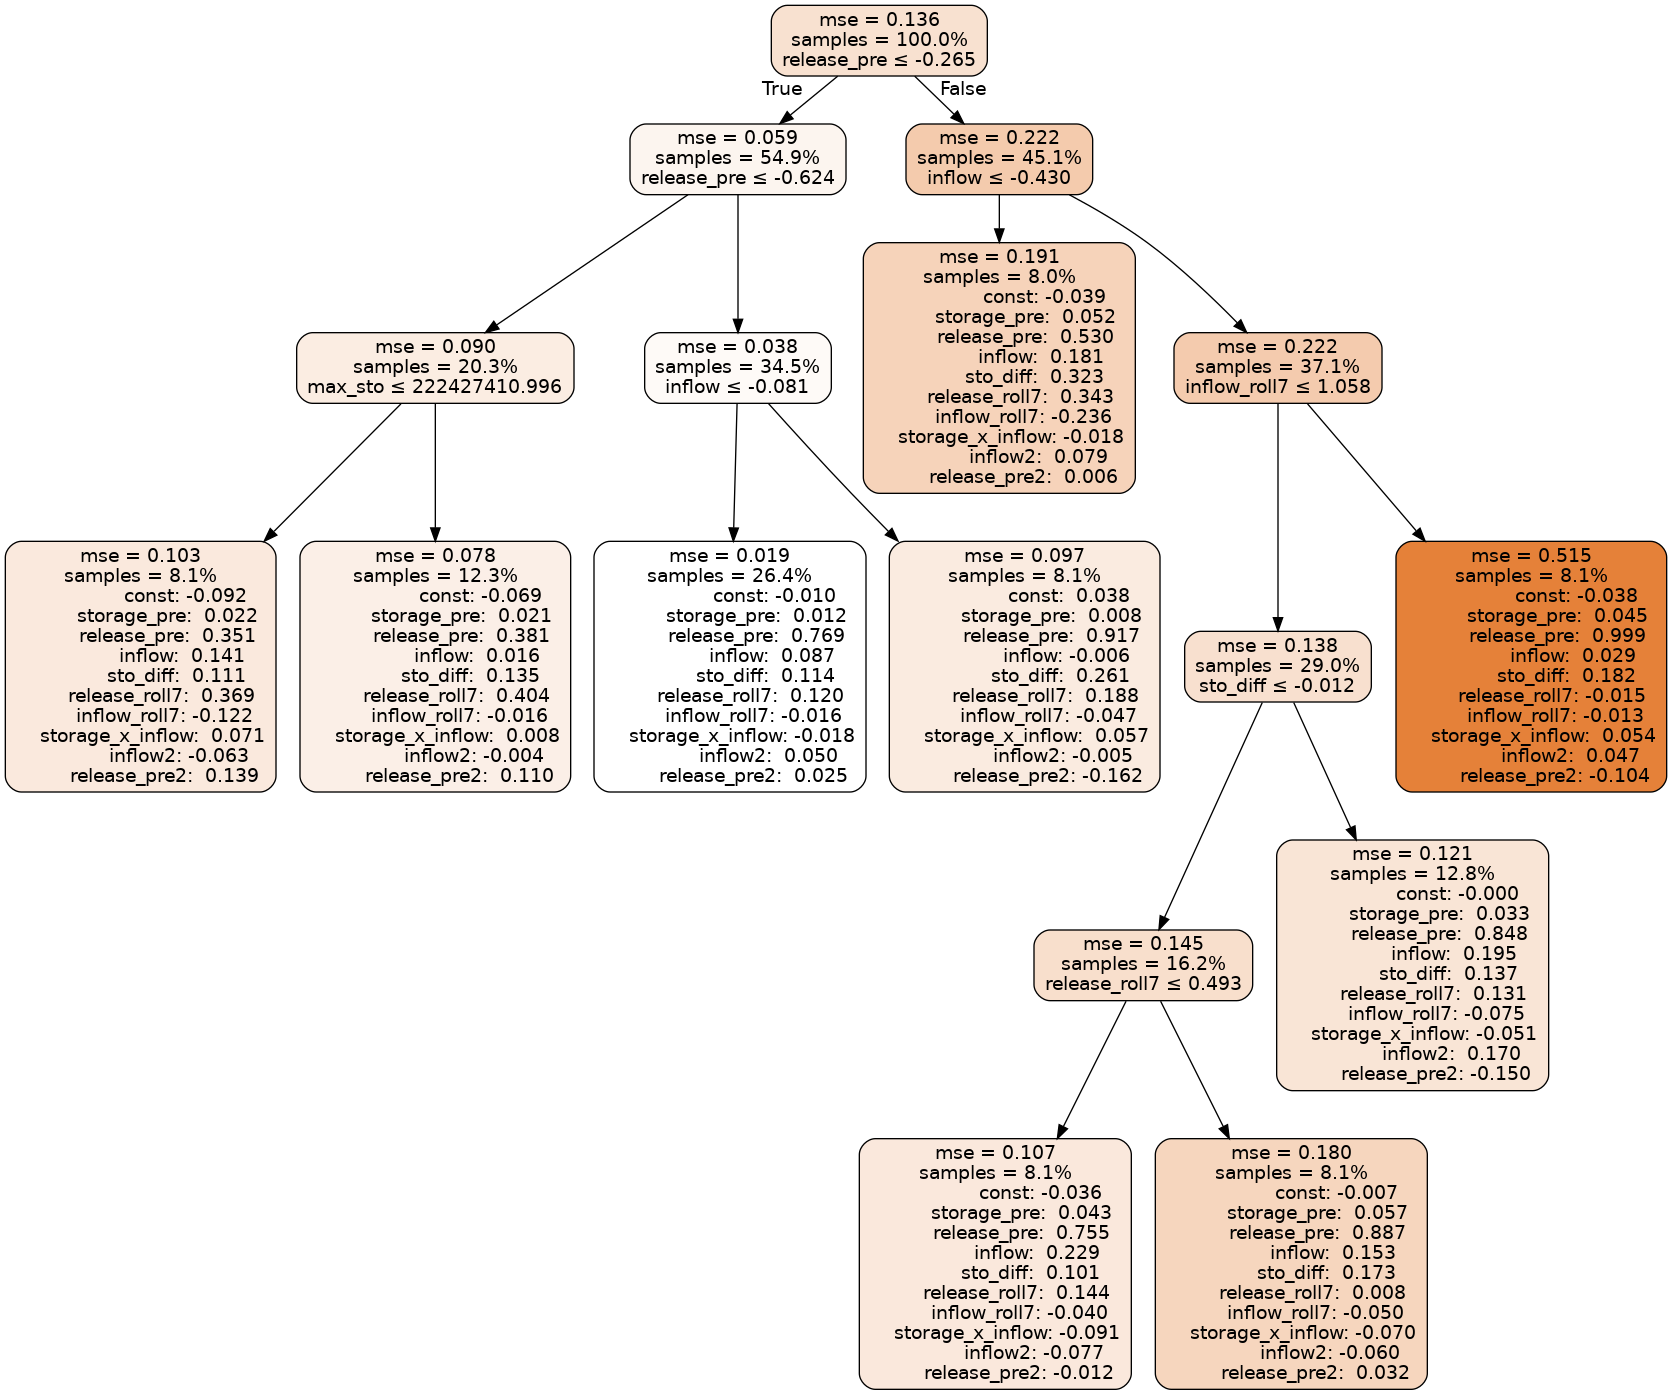 mse = 0.136
samples = 100.0%
release_pre ≤ -0.265
True
False
mse = 0.059
samples = 54.9%
release_pre ≤ -0.624
mse = 0.222
samples = 45.1%
inflow ≤ -0.430
mse = 0.090
samples = 20.3%
max_sto ≤ 222427410.996
mse = 0.038
samples = 34.5%
inflow ≤ -0.081
mse = 0.191
samples = 8.0%
const: -0.039
storage_pre: 0.052
release_pre: 0.530
inflow: 0.181
sto_diff: 0.323
release_roll7: 0.343
inflow_roll7: -0.236
storage_x_inflow: -0.018
inflow2: 0.079
release_pre2: 0.006
mse = 0.222
samples = 37.1%
inflow_roll7 ≤ 1.058
mse = 0.103
samples = 8.1%
const: -0.092
storage_pre: 0.022
release_pre: 0.351
inflow: 0.141
sto_diff: 0.111
release_roll7: 0.369
inflow_roll7: -0.122
storage_x_inflow: 0.071
inflow2: -0.063
release_pre2: 0.139
mse = 0.078
samples = 12.3%
const: -0.069
storage_pre: 0.021
release_pre: 0.381
inflow: 0.016
sto_diff: 0.135
release_roll7: 0.404
inflow_roll7: -0.016
storage_x_inflow: 0.008
inflow2: -0.004
release_pre2: 0.110
mse = 0.019
samples = 26.4%
const: -0.010
storage_pre: 0.012
release_pre: 0.769
inflow: 0.087
sto_diff: 0.114
release_roll7: 0.120
inflow_roll7: -0.016
storage_x_inflow: -0.018
inflow2: 0.050
release_pre2: 0.025
mse = 0.097
samples = 8.1%
const: 0.038
storage_pre: 0.008
release_pre: 0.917
inflow: -0.006
sto_diff: 0.261
release_roll7: 0.188
inflow_roll7: -0.047
storage_x_inflow: 0.057
inflow2: -0.005
release_pre2: -0.162
mse = 0.515
samples = 8.1%
const: -0.038
storage_pre: 0.045
release_pre: 0.999
inflow: 0.029
sto_diff: 0.182
release_roll7: -0.015
inflow_roll7: -0.013
storage_x_inflow: 0.054
inflow2: 0.047
release_pre2: -0.104
mse = 0.138
samples = 29.0%
sto_diff ≤ -0.012
mse = 0.121
samples = 12.8%
const: -0.000
storage_pre: 0.033
release_pre: 0.848
inflow: 0.195
sto_diff: 0.137
release_roll7: 0.131
inflow_roll7: -0.075
storage_x_inflow: -0.051
inflow2: 0.170
release_pre2: -0.150
mse = 0.145
samples = 16.2%
release_roll7 ≤ 0.493
mse = 0.107
samples = 8.1%
const: -0.036
storage_pre: 0.043
release_pre: 0.755
inflow: 0.229
sto_diff: 0.101
release_roll7: 0.144
inflow_roll7: -0.040
storage_x_inflow: -0.091
inflow2: -0.077
release_pre2: -0.012
mse = 0.180
samples = 8.1%
const: -0.007
storage_pre: 0.057
release_pre: 0.887
inflow: 0.153
sto_diff: 0.173
release_roll7: 0.008
inflow_roll7: -0.050
storage_x_inflow: -0.070
inflow2: -0.060
release_pre2: 0.032